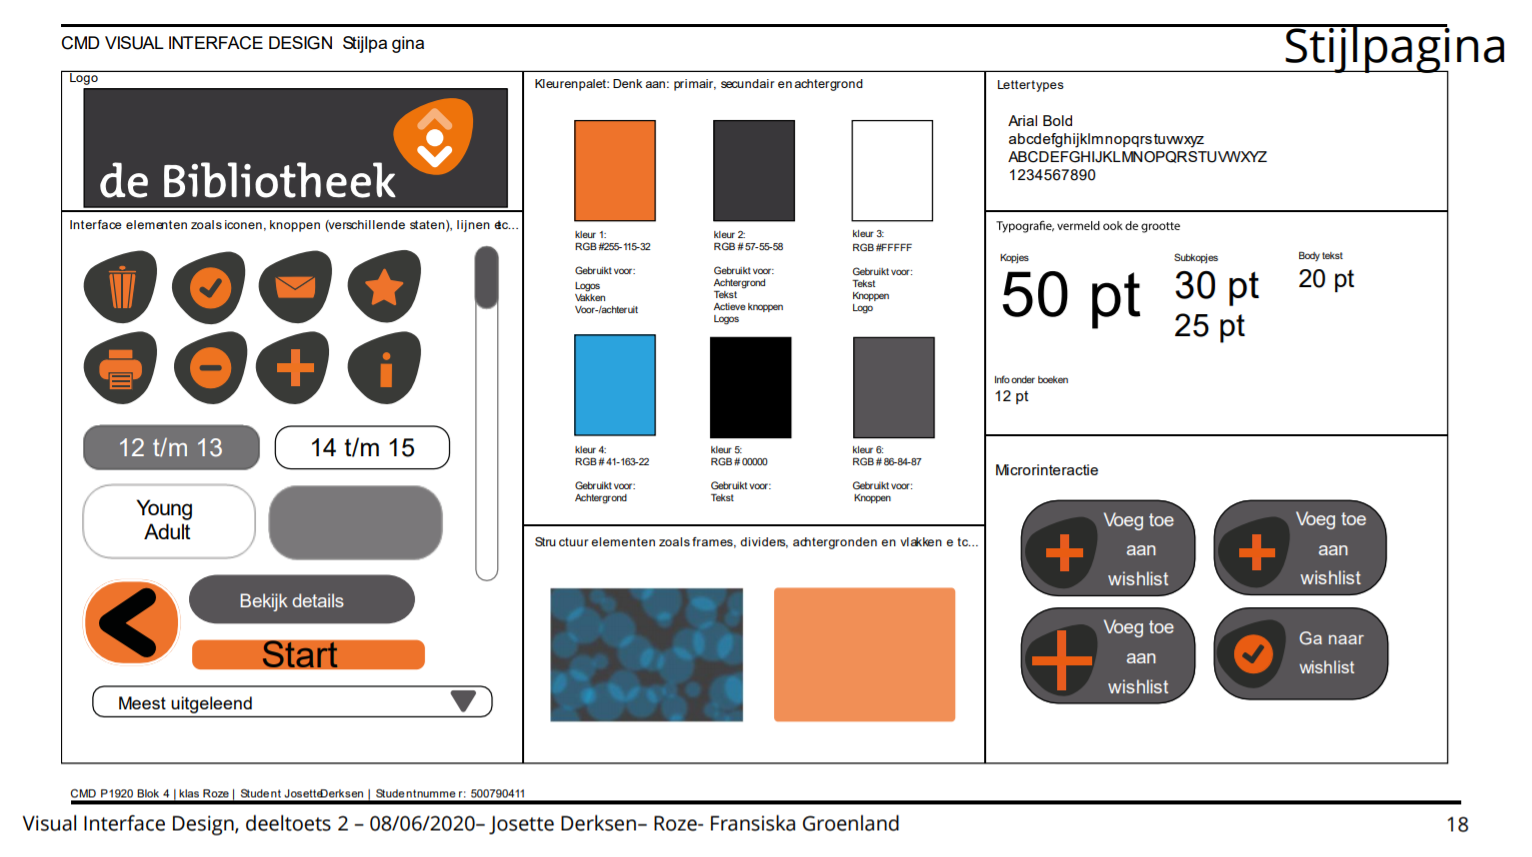 CMD VISUAL INTERFACE DESIGN Stijlpa gina
Stijlpagina
Logo
de Bibliotheek
Interface elementen zoals iconen, knoppen (verschillende staten), lijnen etc...
12 t/m 13
14 t/m 15
Young
Adult
Bekijk details
Start
Meest uitgeleend
Kleurenpalet: Denk aan: primair, secundair en achtergrond
kleur 1:
RGB #255-115-32
Gebruikt voor:
Logos
Vakken
Voor-/achteruit
kleur 2:
RGB # 57-55-58
Gebruikt voor:
Achtergrond
Tekst
Actieve knoppen
Logos
kleur 3:
RGB #FFFFF
Gebruikt voor:
Tekst
Knoppen
Logo
kleur 4:
RGB # 41-163-22
Gebruikt voor:
Achtergrond
kleur 5:
RGB # 00000
Gebruikt voor:
Tekst
kleur 6:
RGB # 86-84-87
Gebruikt voor:
Knoppen
Structuur elementen zoals frames, dividers, achtergronden en vlakken e tc...
Lettertypes
Arial Bold
abcdefghijklmnopqrstuvwxyz
ABCDEFGHIJKLMNOPQRSTUVWXYZ
1234567890
Typografie, vermeld ook de grootte
Kopjes
50 pt
Subkopjes
30 pt
25 pt
Body tekst
20 pt
Info onder boeken
12 pt
Microrinteractie
Voeg toe
aan
wishlist
Voeg toe
aan
wishlist
Voeg toe
aan
wishlist
Ga naar
wishlist
CMD P1920 Blok 4 | klas Roze | Student JosetteDerksen | Studentnumme r: 500790411
Visual Interface Design, deeltoets 2 – 08/06/2020– Josette Derksen– Roze- Fransiska Groenland
18